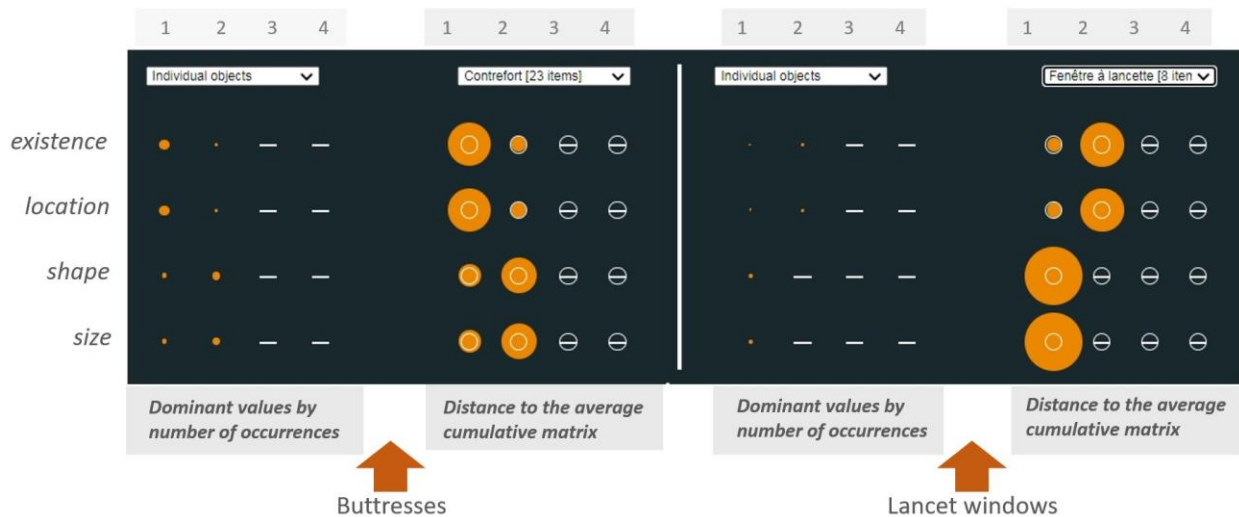 1 2 3 4 1 2 3 4 1 2 3 4 1 2 3 4
Individual objects Contrefort [23 items] Individual objects Fenêtre à lancette [8 iten
existence
location
shape
size
Dominant values by
number of occurrences
Distance to the average
cumulative matrix
Dominant values by
number of occurrences
Distance to the average
cumulative matrix
Buttresses Lancet windows